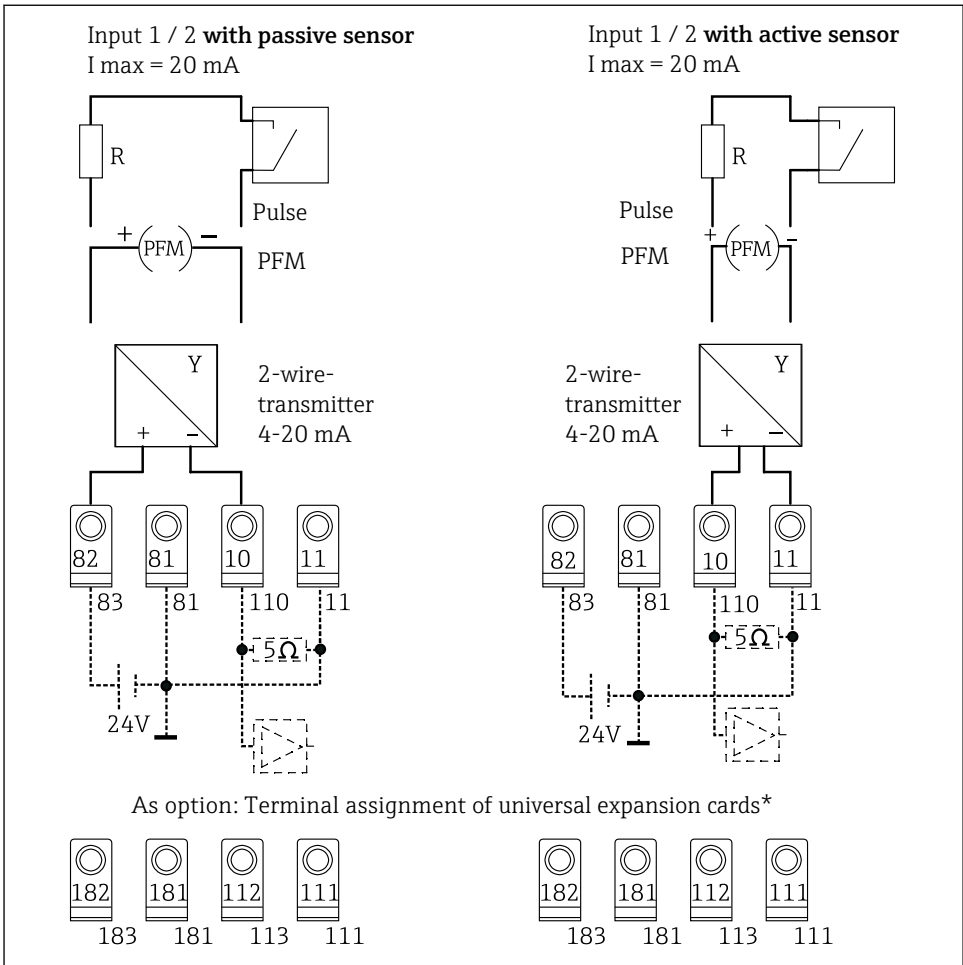 Input 1 / 2 with passive sensor
I max = 20 mA
R
Pulse
+ PFM −
PFM
Y
+ −
2-wire-
transmitter
4-20 mA
82 81 10 11
83 81 110 11
5Ω
24V
Input 1 / 2 with active sensor
I max = 20 mA
R
Pulse
+ PFM -
PFM
Y
+ −
2-wire-
transmitter
4-20 mA
82 81 10 11
83 81 110 11
5Ω
24V
As option: Terminal assignment of universal expansion cards*
182 181 112 111
183 181 113 111
182 181 112 111
183 181 113 111